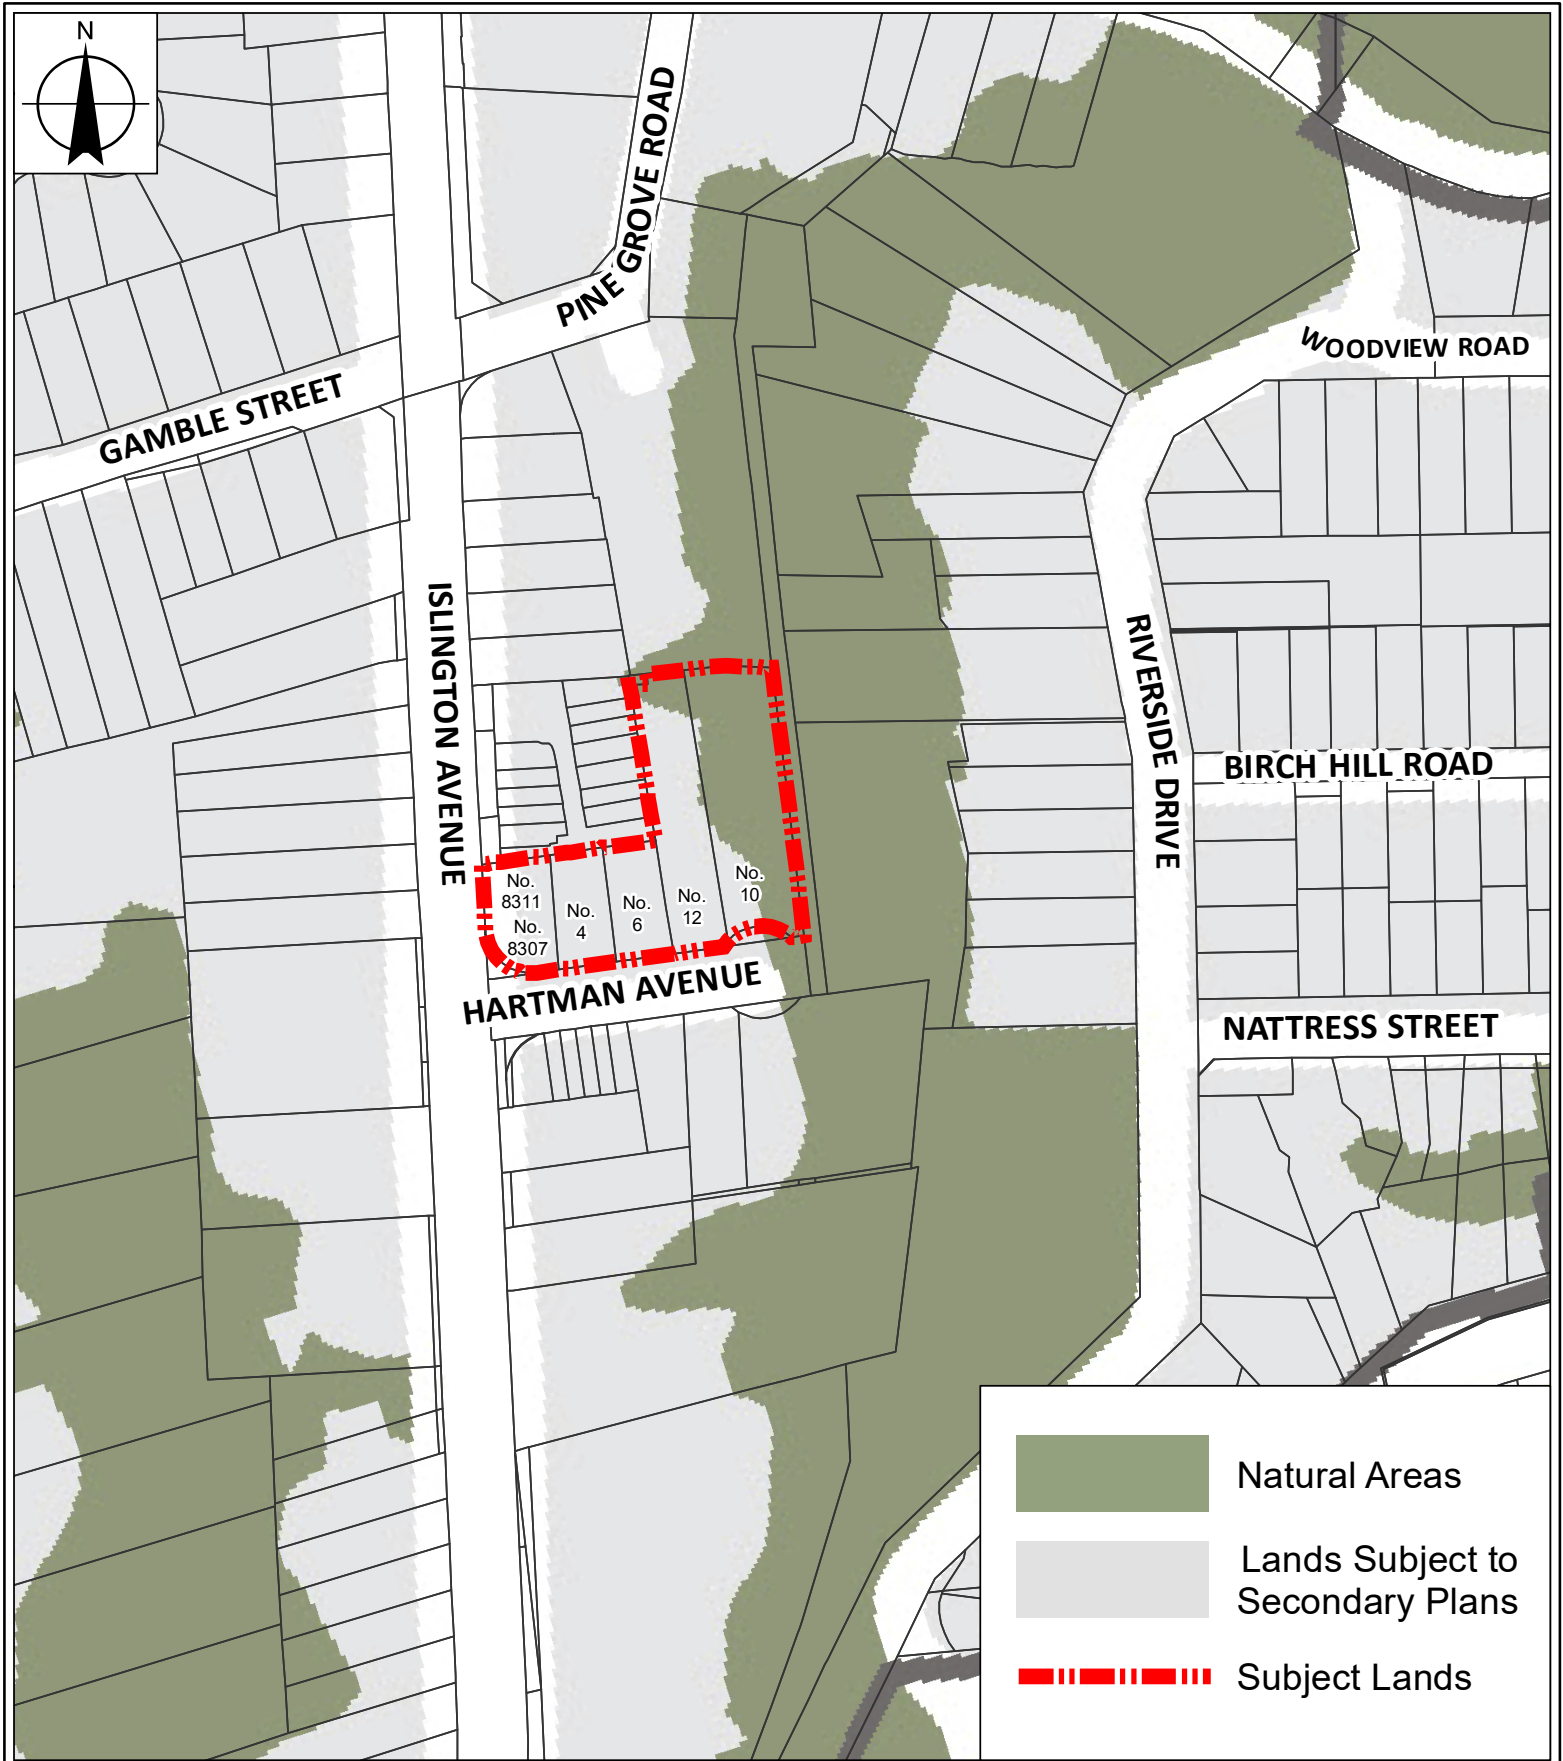 N
PINE GROVE ROAD
WOODVIEW ROAD
GAMBLE STREET
ISLINGTON AVENUE
RIVERSIDE DRIVE
BIRCH HILL ROAD
No.
8311
No.
8307
No.
4
No.
6
No.
12
No.
10
HARTMAN AVENUE
NATTRESS STREET
Natural Areas
Lands Subject to
Secondary Plans
Subject Lands